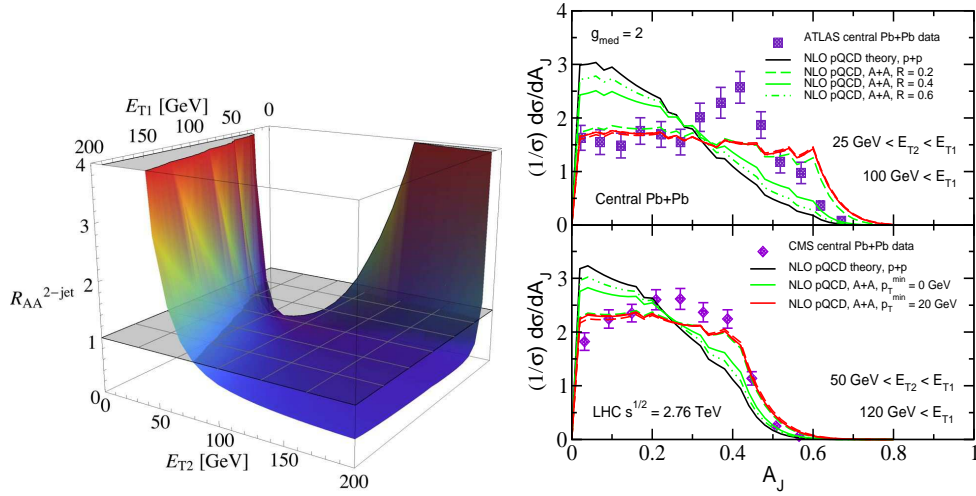 E_T1 [GeV]
200
150
100
50
0
4
3
2
1
0
R_AA^2-jet
0
50
100
150
200
E_T2 [GeV]
4
3
2
1
0
(1/σ) dσ/dA_J
g_med = 2
ATLAS central Pb+Pb data
NLO pQCD theory, p+p
NLO pQCD, A+A, R = 0.2
NLO pQCD, A+A, R = 0.4
NLO pQCD, A+A, R = 0.6
25 GeV < E_T2 < E_T1
100 GeV < E_T1
Central Pb+Pb
3
2
1
0
(1/σ) dσ/dA_J
CMS central Pb+Pb data
NLO pQCD theory, p+p
NLO pQCD, A+A, p_T^min = 0 GeV
NLO pQCD, A+A, p_T^min = 20 GeV
50 GeV < E_T2 < E_T1
LHC s^1/2 = 2.76 TeV
120 GeV < E_T1
0 0.2 0.4 0.6 0.8 1
A_J